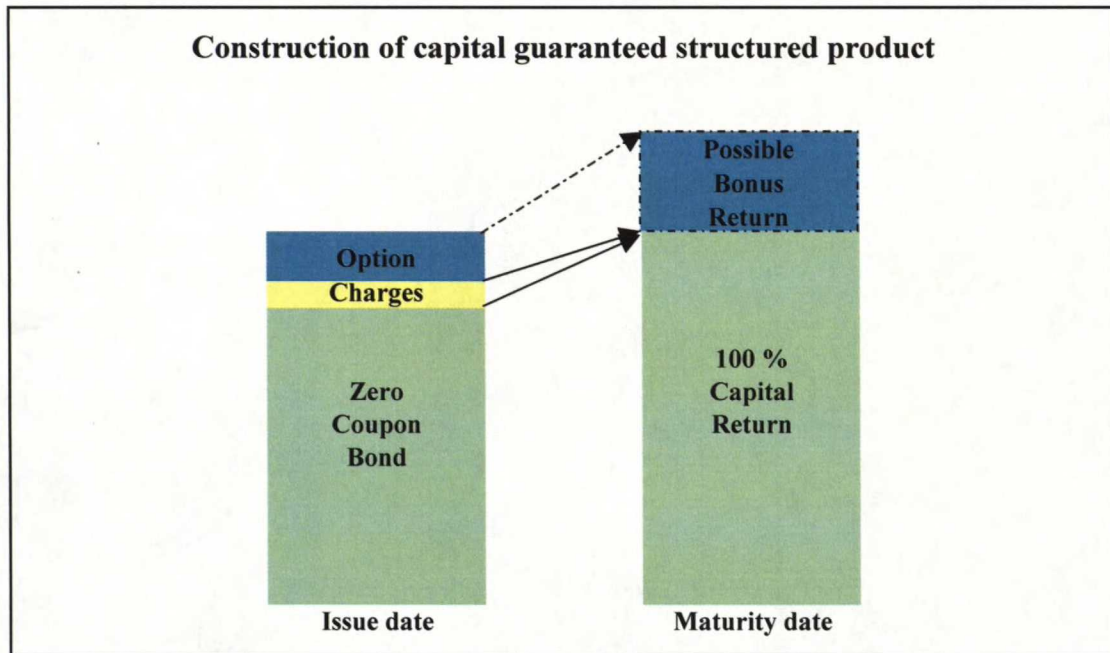 Construction of capital guaranteed structured product
Possible
Bonus
Return
Option
Charges
Zero
Coupon
Bond
100 %
Capital
Return
Issue date
Maturity date